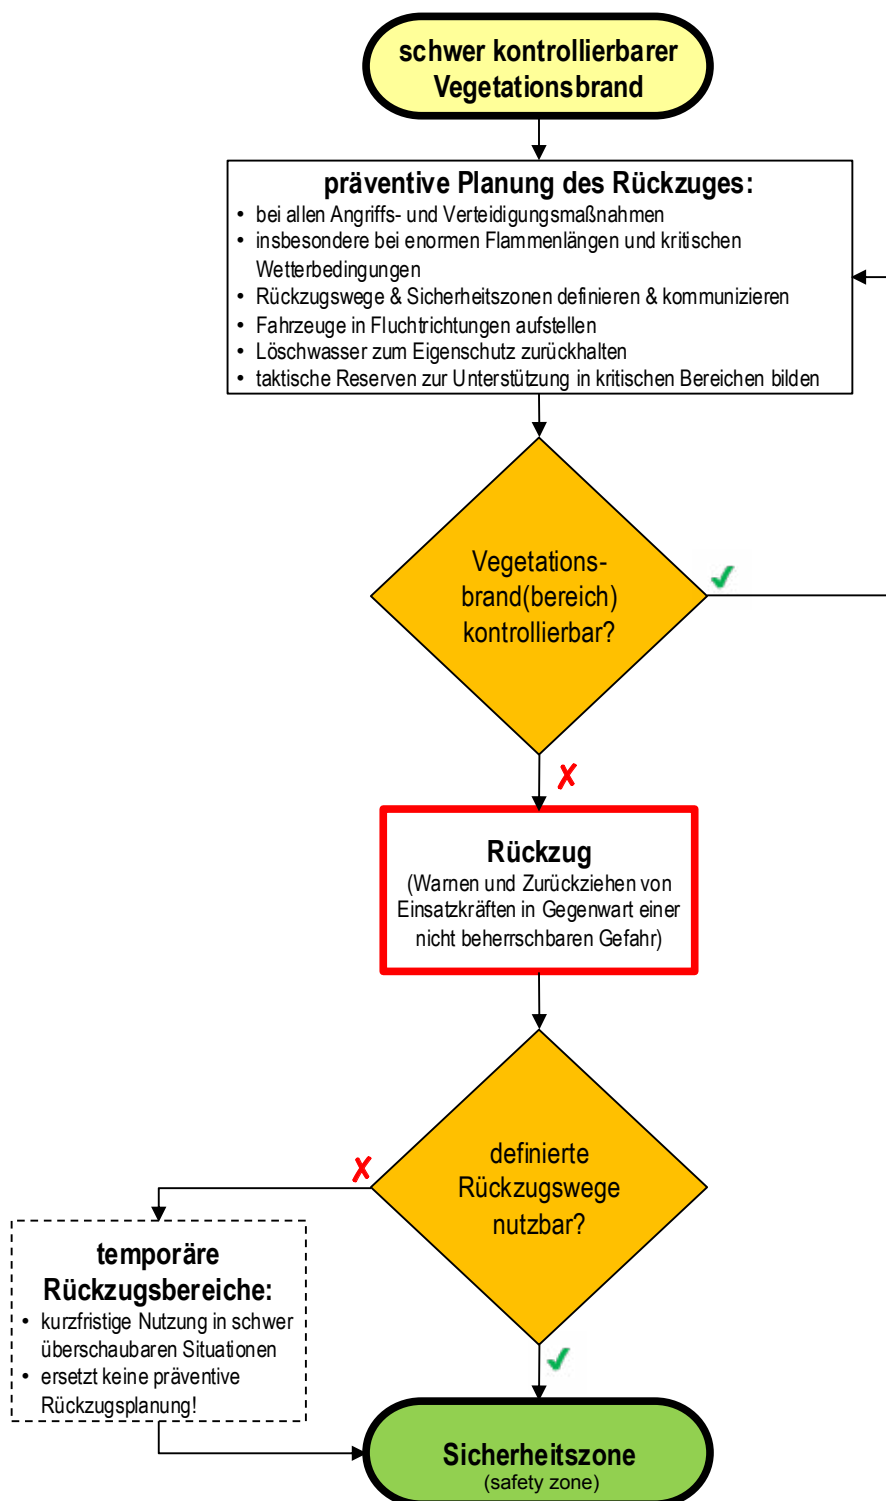 schwer kontrollierbarer
Vegetationsbrand
präventive Planung des Rückzuges:
• bei allen Angriffs- und Verteidigungsmaßnahmen
• insbesondere bei enormen Flammenlängen und kritischen
Wetterbedingungen
• Rückzugswege & Sicherheitszonen definieren & kommunizieren
• Fahrzeuge in Fluchtrichtungen aufstellen
• Löschwasser zum Eigenschutz zurückhalten
• taktische Reserven zur Unterstützung in kritischen Bereichen bilden
Vegetations-
brand(bereich)
kontrollierbar?
Rückzug
(Warnen und Zurückziehen von
Einsatzkräften in Gegenwart einer
nicht beherrschbaren Gefahr)
definierte
Rückzugswege
nutzbar?
temporäre
Rückzugsbereiche:
• kurzfristige Nutzung in schwer
überschaubaren Situationen
• ersetzt keine präventive
Rückzugsplanung!
Sicherheitszone
(safety zone)